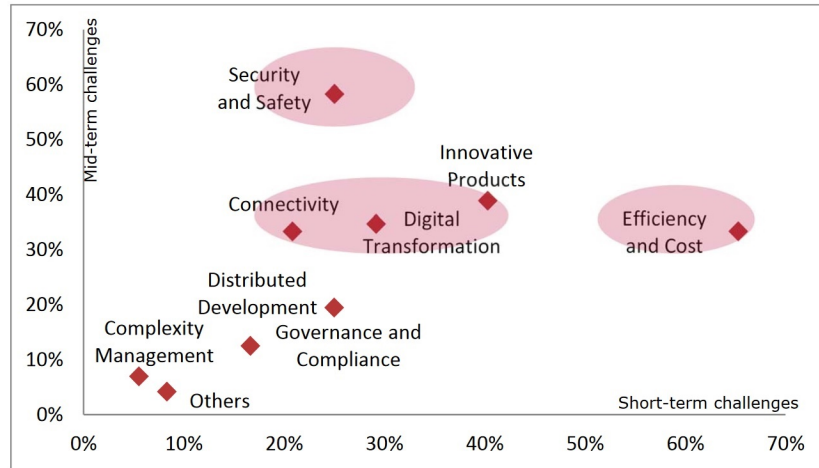 70%
60%
50%
40%
30%
20%
10%
0%
Mid-term challenges
Security
and Safety
Innovative
Products
Connectivity
Digital
Transformation
Efficiency
and Cost
Distributed
Development
Complexity
Management
Governance and
Compliance
Others
Short-term challenges
0%
10%
20%
30%
40%
50%
60%
70%